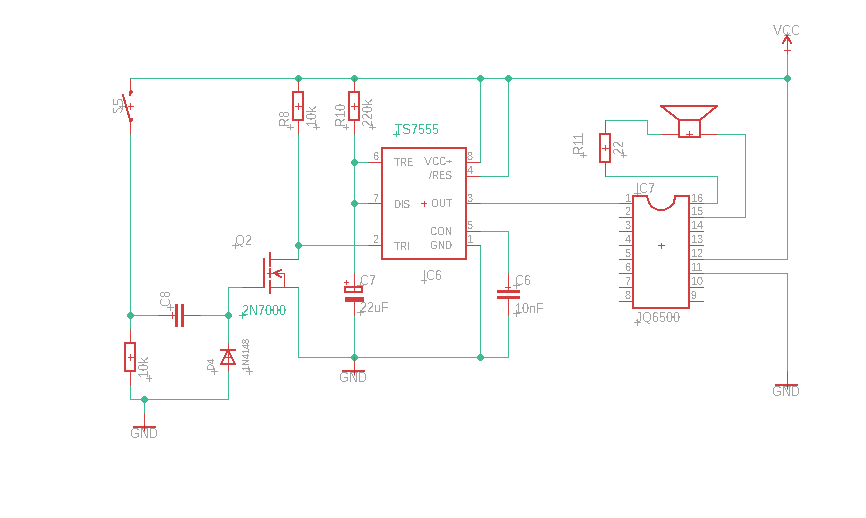 VCC
S5
R8
10k
R10
220k
TS7555
R11
22
6
TRE
VCC+
8
/RES
4
7
DIS
OUT
3
CON
5
2
TRI
GND
1
IC6
IC7
1
2
3
4
5
6
7
8
16
15
14
13
12
11
10
9
JQ6500
Q2
2N7000
C7
22uF
C6
10nF
C8
10k
D4
1N4148
GND
GND
GND